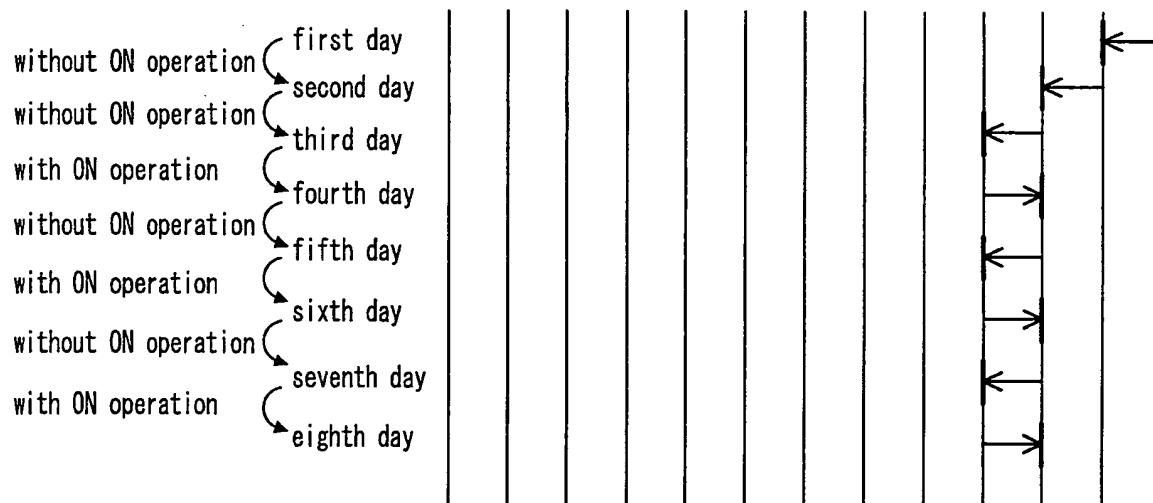 first day
without ON operation
second day
without ON operation
third day
with ON operation
fourth day
without ON operation
fifth day
with ON operation
sixth day
without ON operation
seventh day
with ON operation
eighth day